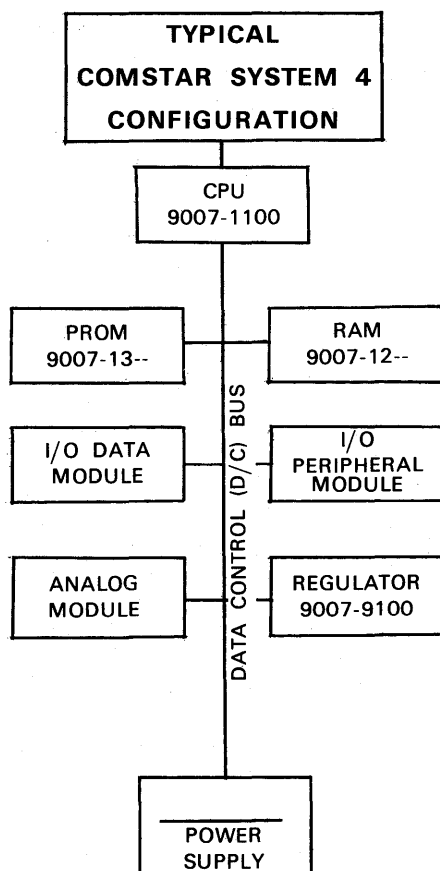 TYPICAL
COMSTAR SYSTEM 4
CONFIGURATION
CPU
9007-1100
PROM
9007-13--
RAM
9007-12--
I/O DATA
MODULE
I/O
PERIPHERAL
MODULE
DATA CONTROL (D/C) BUS
ANALOG
MODULE
REGULATOR
9007-9100
POWER
SUPPLY